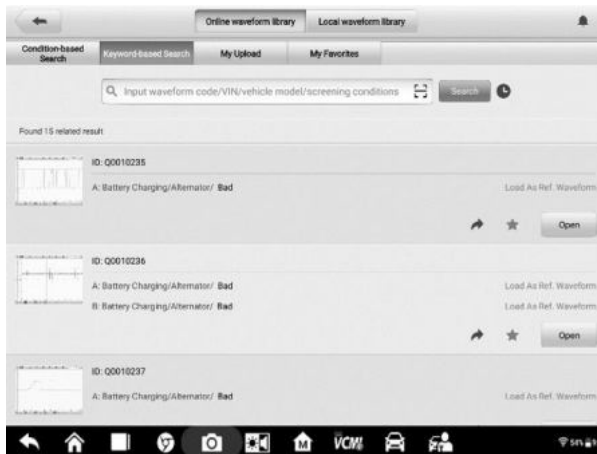 Online waveform library
Local waveform library
Condition-based
Search
Keyword-based Search
My Upload
My Favorites
Input waveform code/VIN/vehicle model/screening conditions
Search
Found 15 related result
ID: Q0010235
A: Battery Charging/Alternator/ Bad
Load As Ref. Waveform
Open
ID: Q0010236
A: Battery Charging/Alternator/ Bad
Load As Ref. Waveform
B: Battery Charging/Alternator/ Bad
Load As Ref. Waveform
Open
ID: Q0010237
A: Battery Charging/Alternator/ Bad
Load As Ref. Waveform
M
VCMI